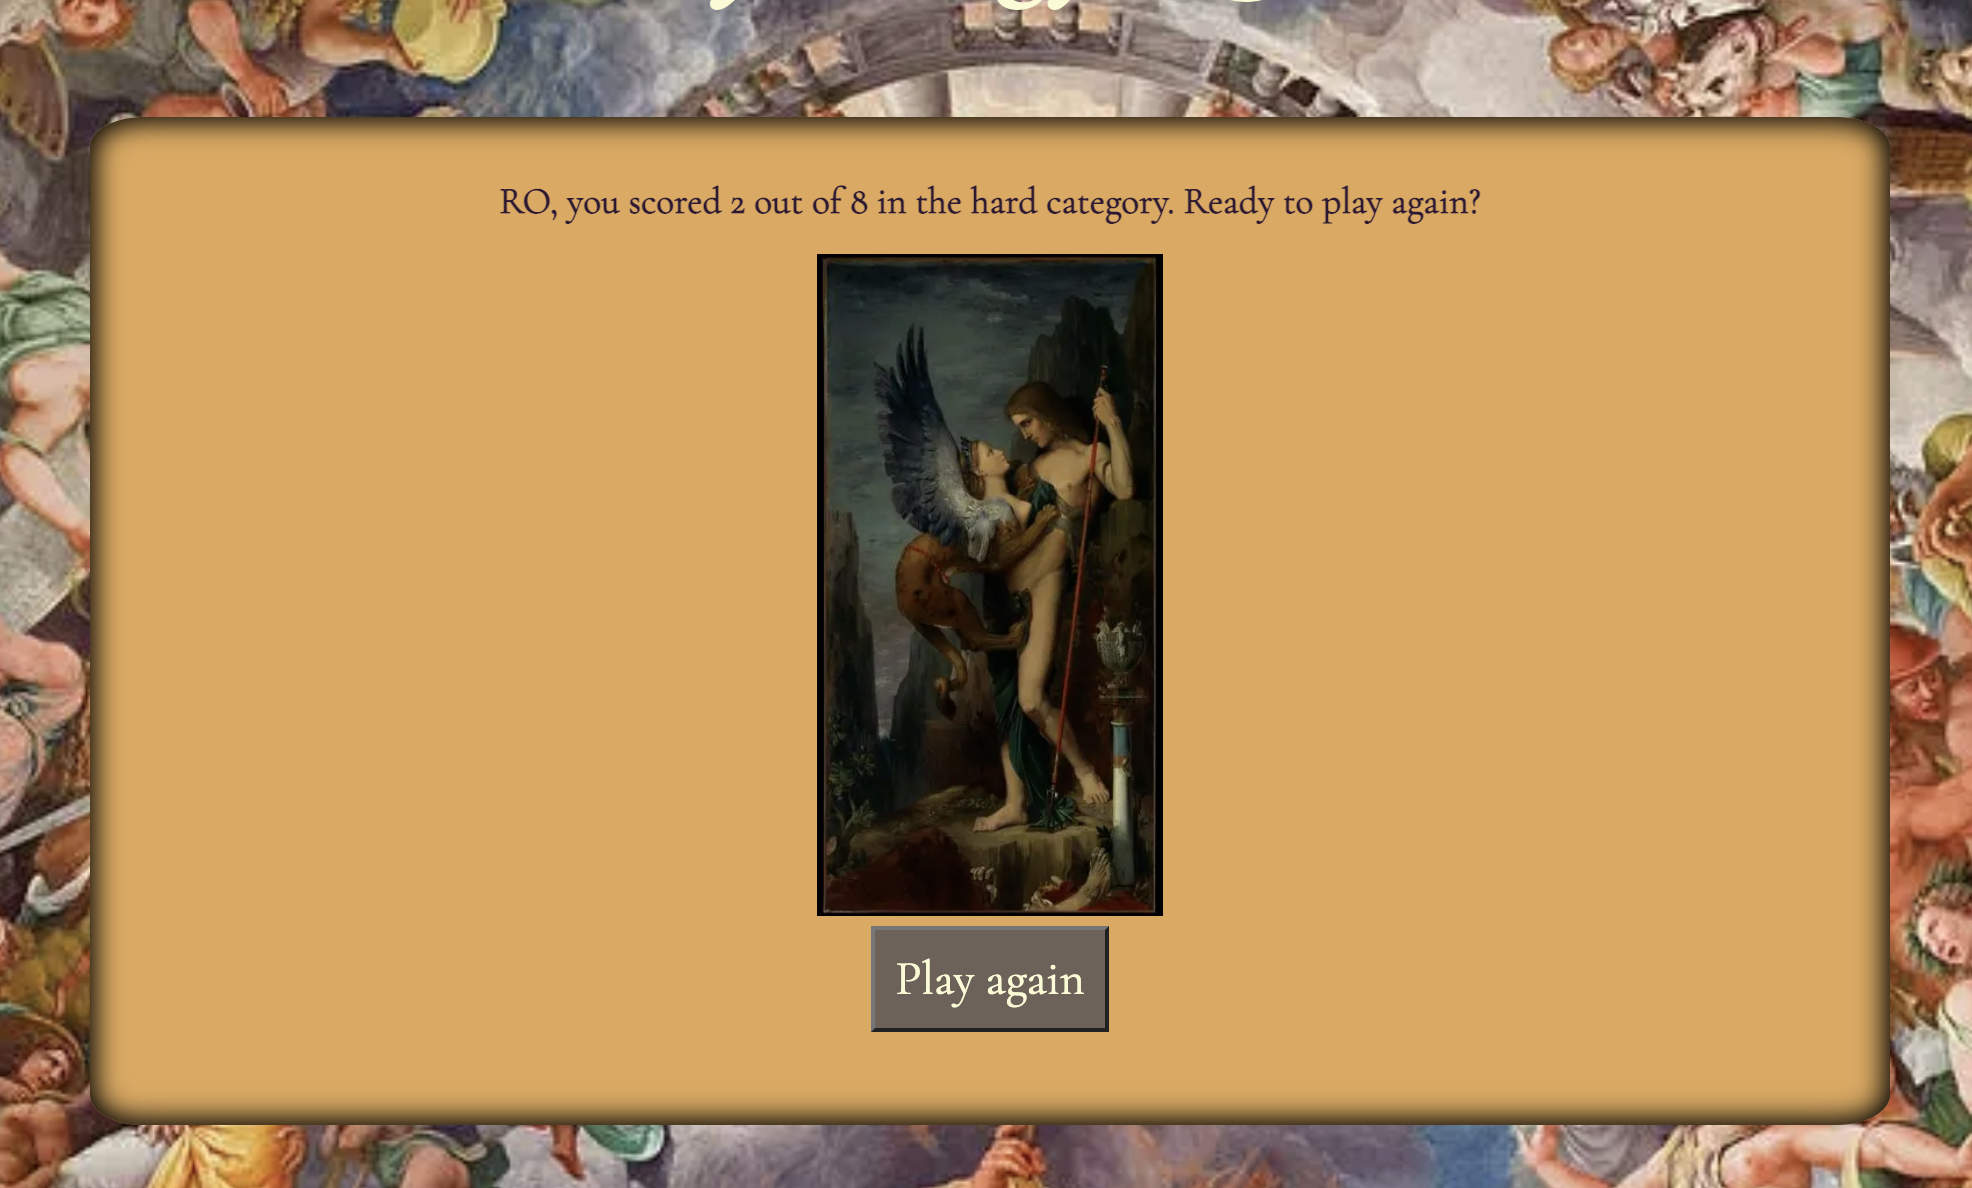 RO, you scored 2 out of 8 in the hard category. Ready to play again?
Play again